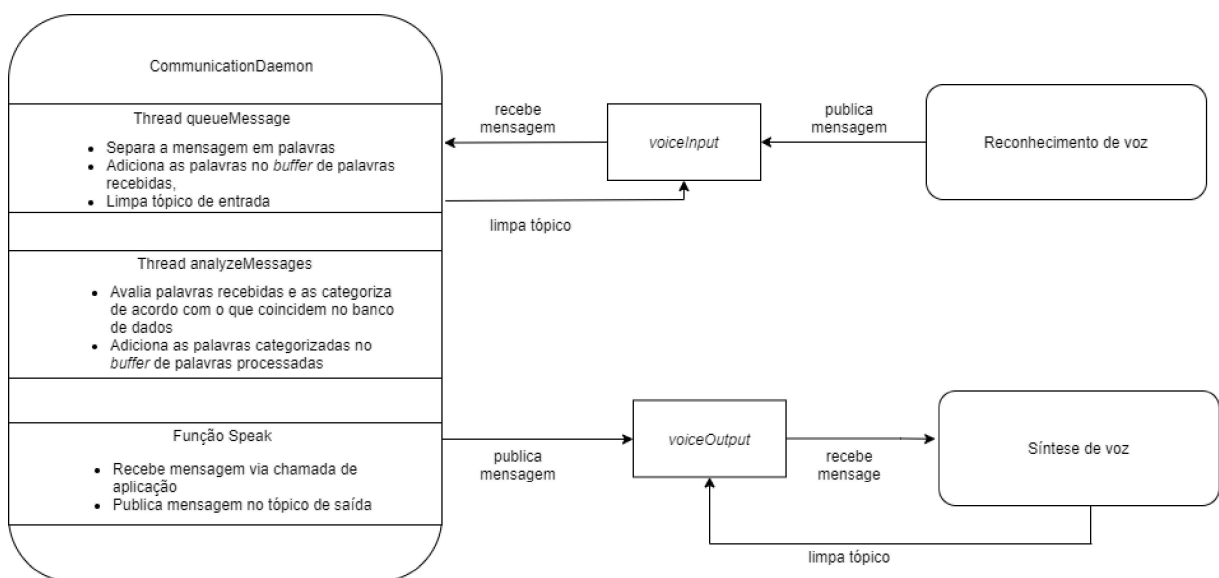 CommunicationDaemon
Thread queueMessage
Separa a mensagem em palavras
Adiciona as palavras no buffer de palavras
recebidas,
Limpa tópico de entrada
recebe
mensagem
voiceInput
publica
mensagem
Reconhecimento de voz
limpa tópico
Thread analyzeMessages
Avalia palavras recebidas e as categoriza
de acordo com o que coincidem no banco
de dados
Adiciona as palavras categorizadas no
buffer de palavras processadas
Função Speak
Recebe mensagem via chamada de
aplicação
Publica mensagem no tópico de saída
publica
mensagem
voiceOutput
recebe
message
Síntese de voz
limpa tópico